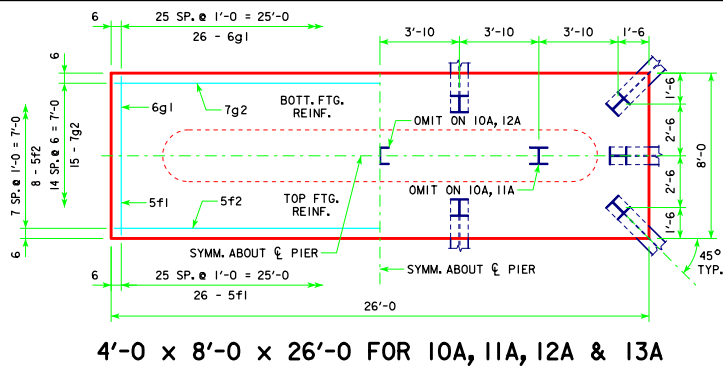 6
25 SP.@ 1'-0 = 25'-0
26 - 6g1
3'-10
3'-10
3'-10
1'-6
6
7 SP.@ 1'-0 = 7'-0
8 - 5f2
14 SP.@ 6 = 7'-0
15 - 7g2
6
6g1
7g2
BOTT. FTG.
REINF.
OMIT ON 10A, 12A
1'-6
2'-6
8'-0
2'-6
1'-6
5f1
5f2
TOP FTG.
REINF.
OMIT ON 10A, 11A
SYMM. ABOUT ℄ PIER
SYMM. ABOUT ℄ PIER
45°
TYP.
6
25 SP.@ 1'-0 = 25'-0
26 - 5f1
26'-0
4'-0 x 8'-0 x 26'-0 FOR 10A, 11A, 12A & 13A